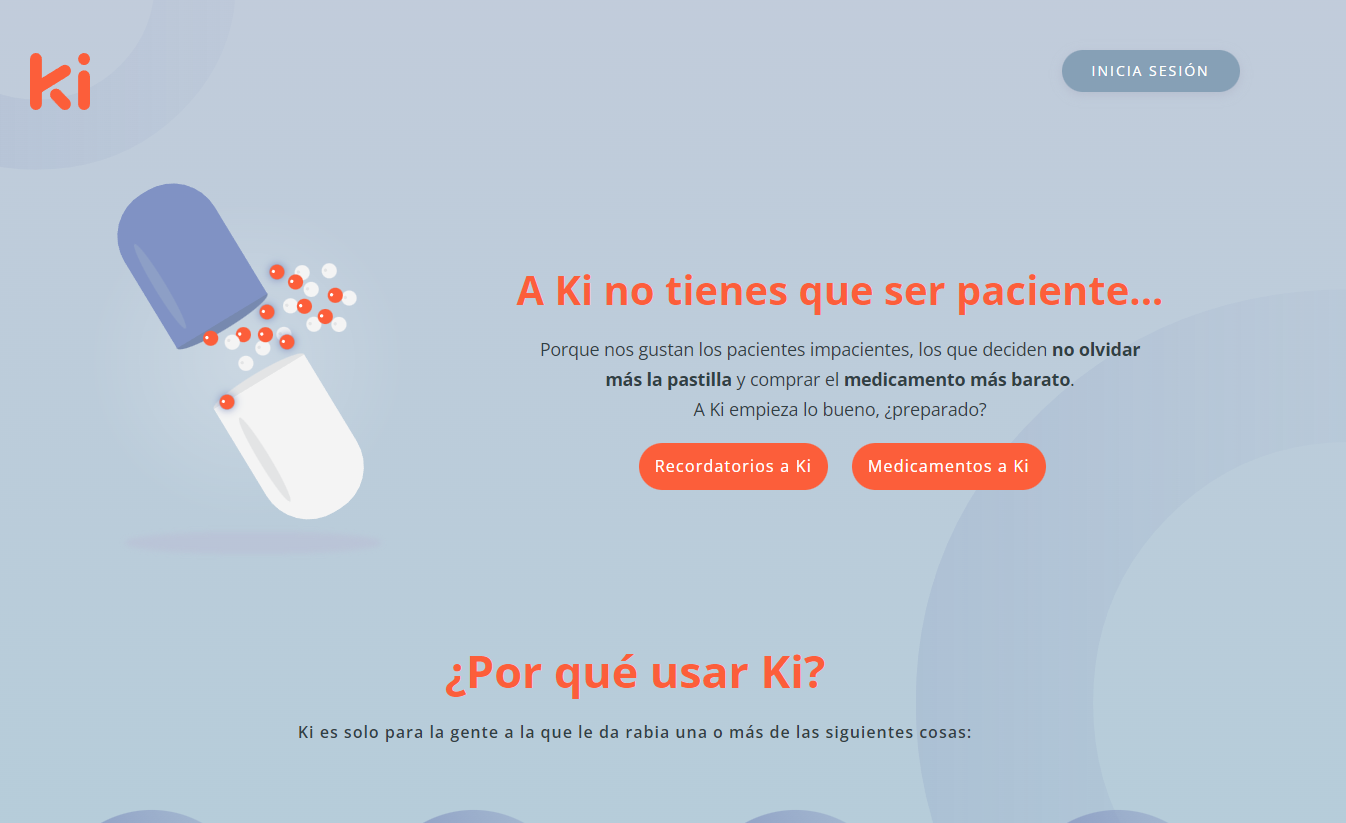 ki
INICIA SESIÓN
A Ki no tienes que ser paciente...
Porque nos gustan los pacientes impacientes, los que deciden no olvidar
más la pastilla y comprar el medicamento más barato.
A Ki empieza lo bueno, ¿preparado?
Recordatorios a Ki
Medicamentos a Ki
¿Por qué usar Ki?
Ki es solo para la gente a la que le da rabia una o más de las siguientes cosas: